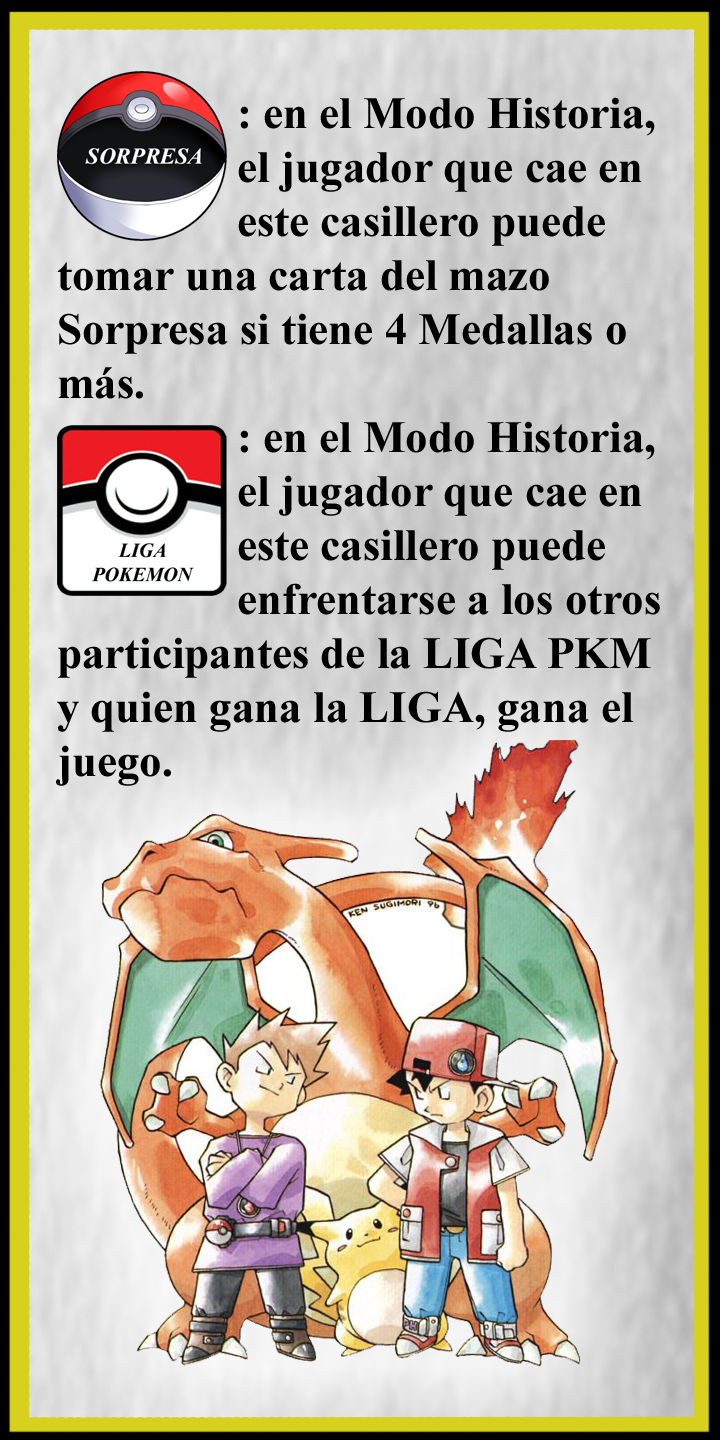 SORPRESA
: en el Modo Historia,
el jugador que cae en
este casillero puede
tomar una carta del mazo
Sorpresa si tiene 4 Medallas o
más.
LIGA
POKEMON
: en el Modo Historia,
el jugador que cae en
este casillero puede
enfrentarse a los otros
participantes de la LIGA PKM
y quien gana la LIGA, gana el
juego.
KEN SUGIMORI 96